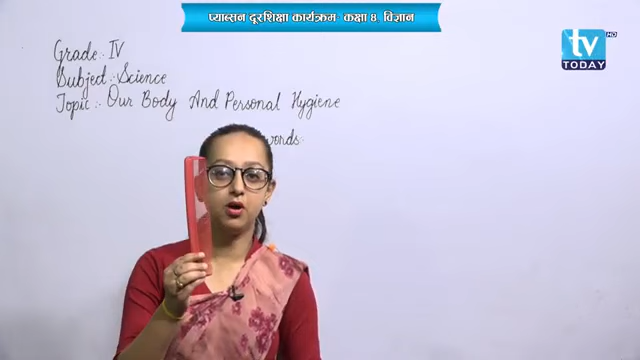 प्याब्सन दूरशिक्षा कार्यक्रम- कक्षा ४, विज्ञान
tv HD
TODAY
Grade:- IV
Subject:- Science
Topic:- Our Body And Personal Hygiene
words:-